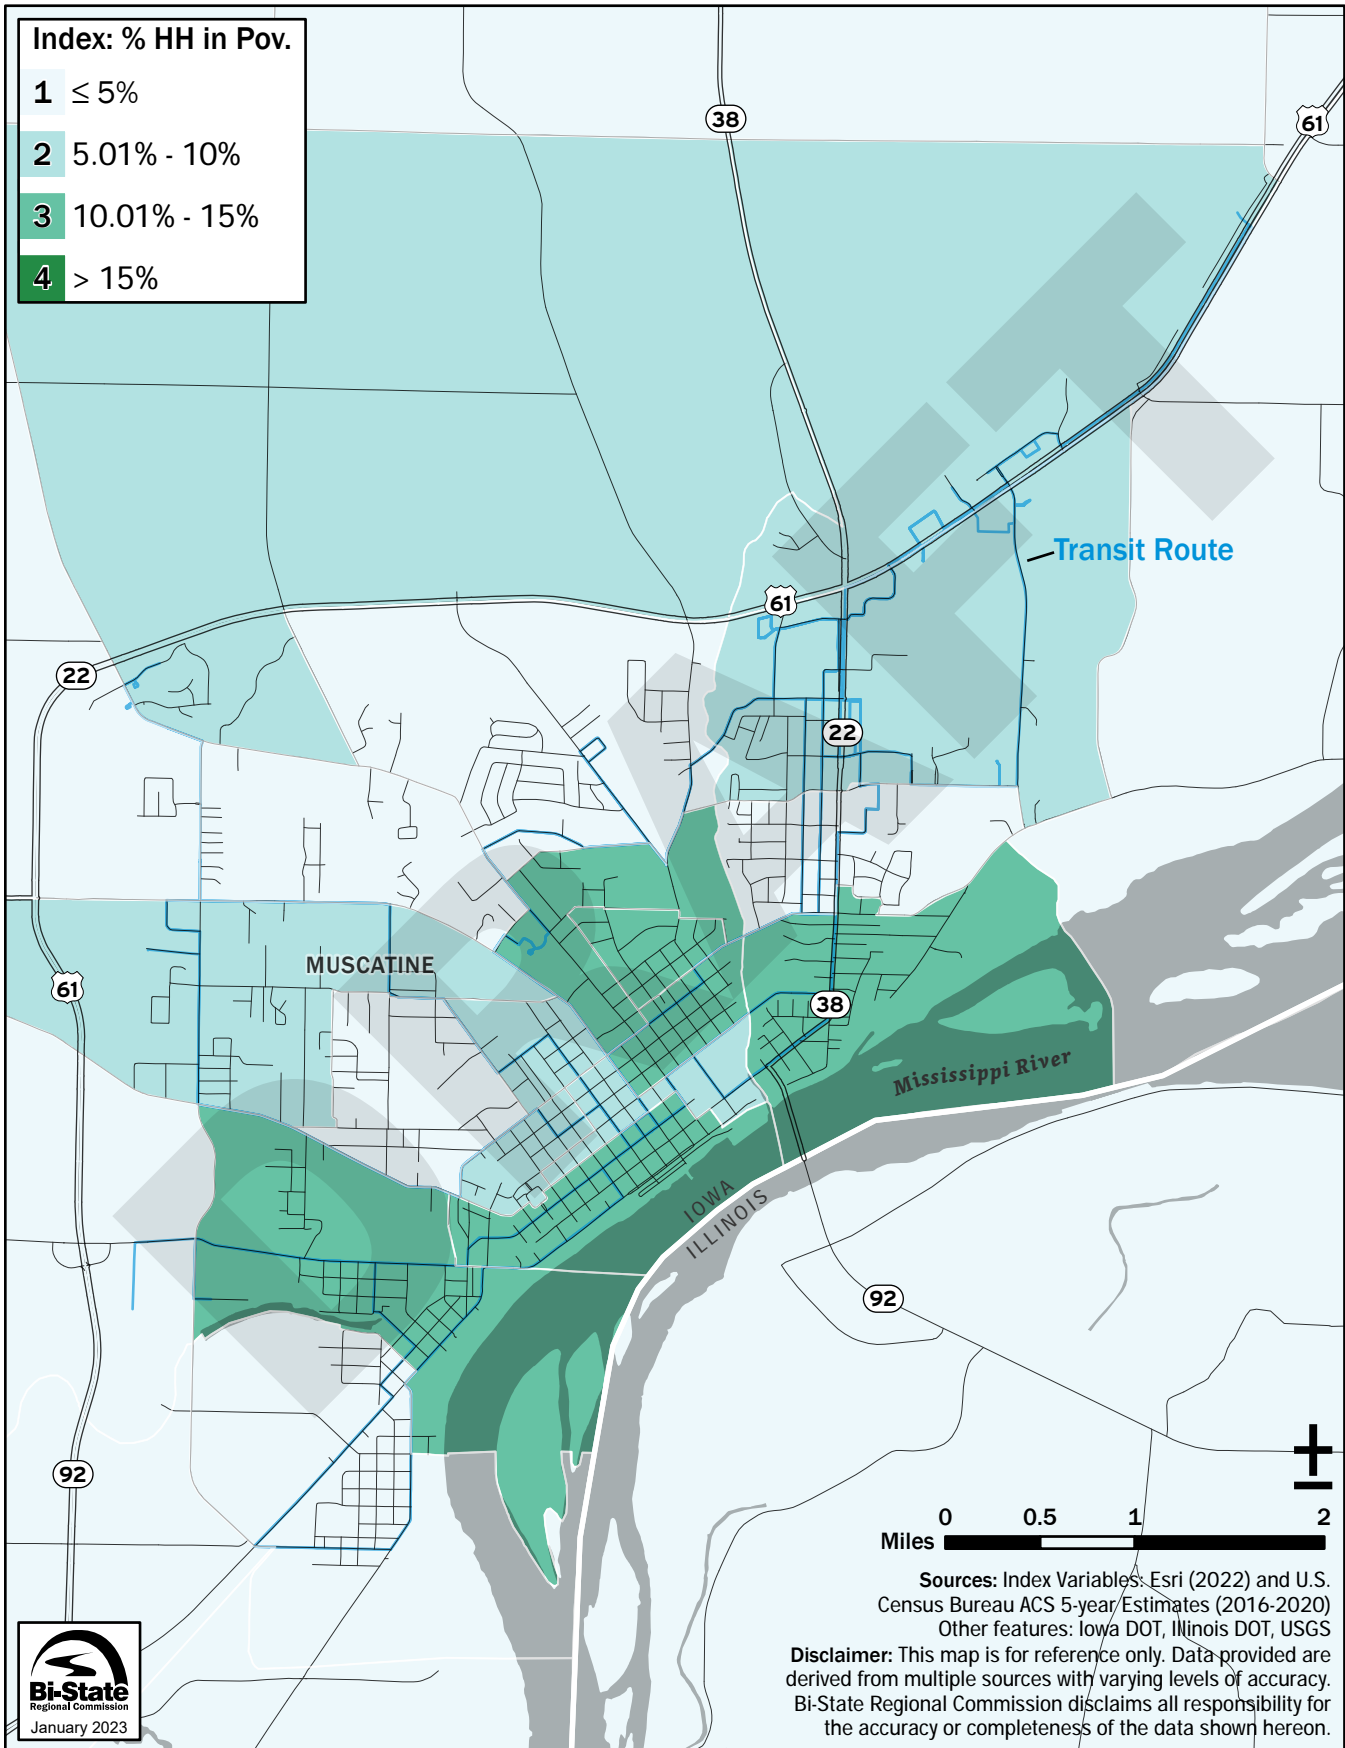 Index: % HH in Pov.
1 ≤ 5%
2 5.01% - 10%
3 10.01% - 15%
4 > 15%
38
61
Transit Route
61
22
22
MUSCATINE
61
38
Mississippi River
IOWA
ILLINOIS
92
92
DRAFT
0 0.5 1 2
Miles
Sources: Index Variables: Esri (2022) and U.S.
Census Bureau ACS 5-year Estimates (2016-2020)
Other features: Iowa DOT, Illinois DOT, USGS
Disclaimer: This map is for reference only. Data provided are
derived from multiple sources with varying levels of accuracy.
Bi-State Regional Commission disclaims all responsibility for
the accuracy or completeness of the data shown hereon.
Bi-State
Regional Commission
January 2023